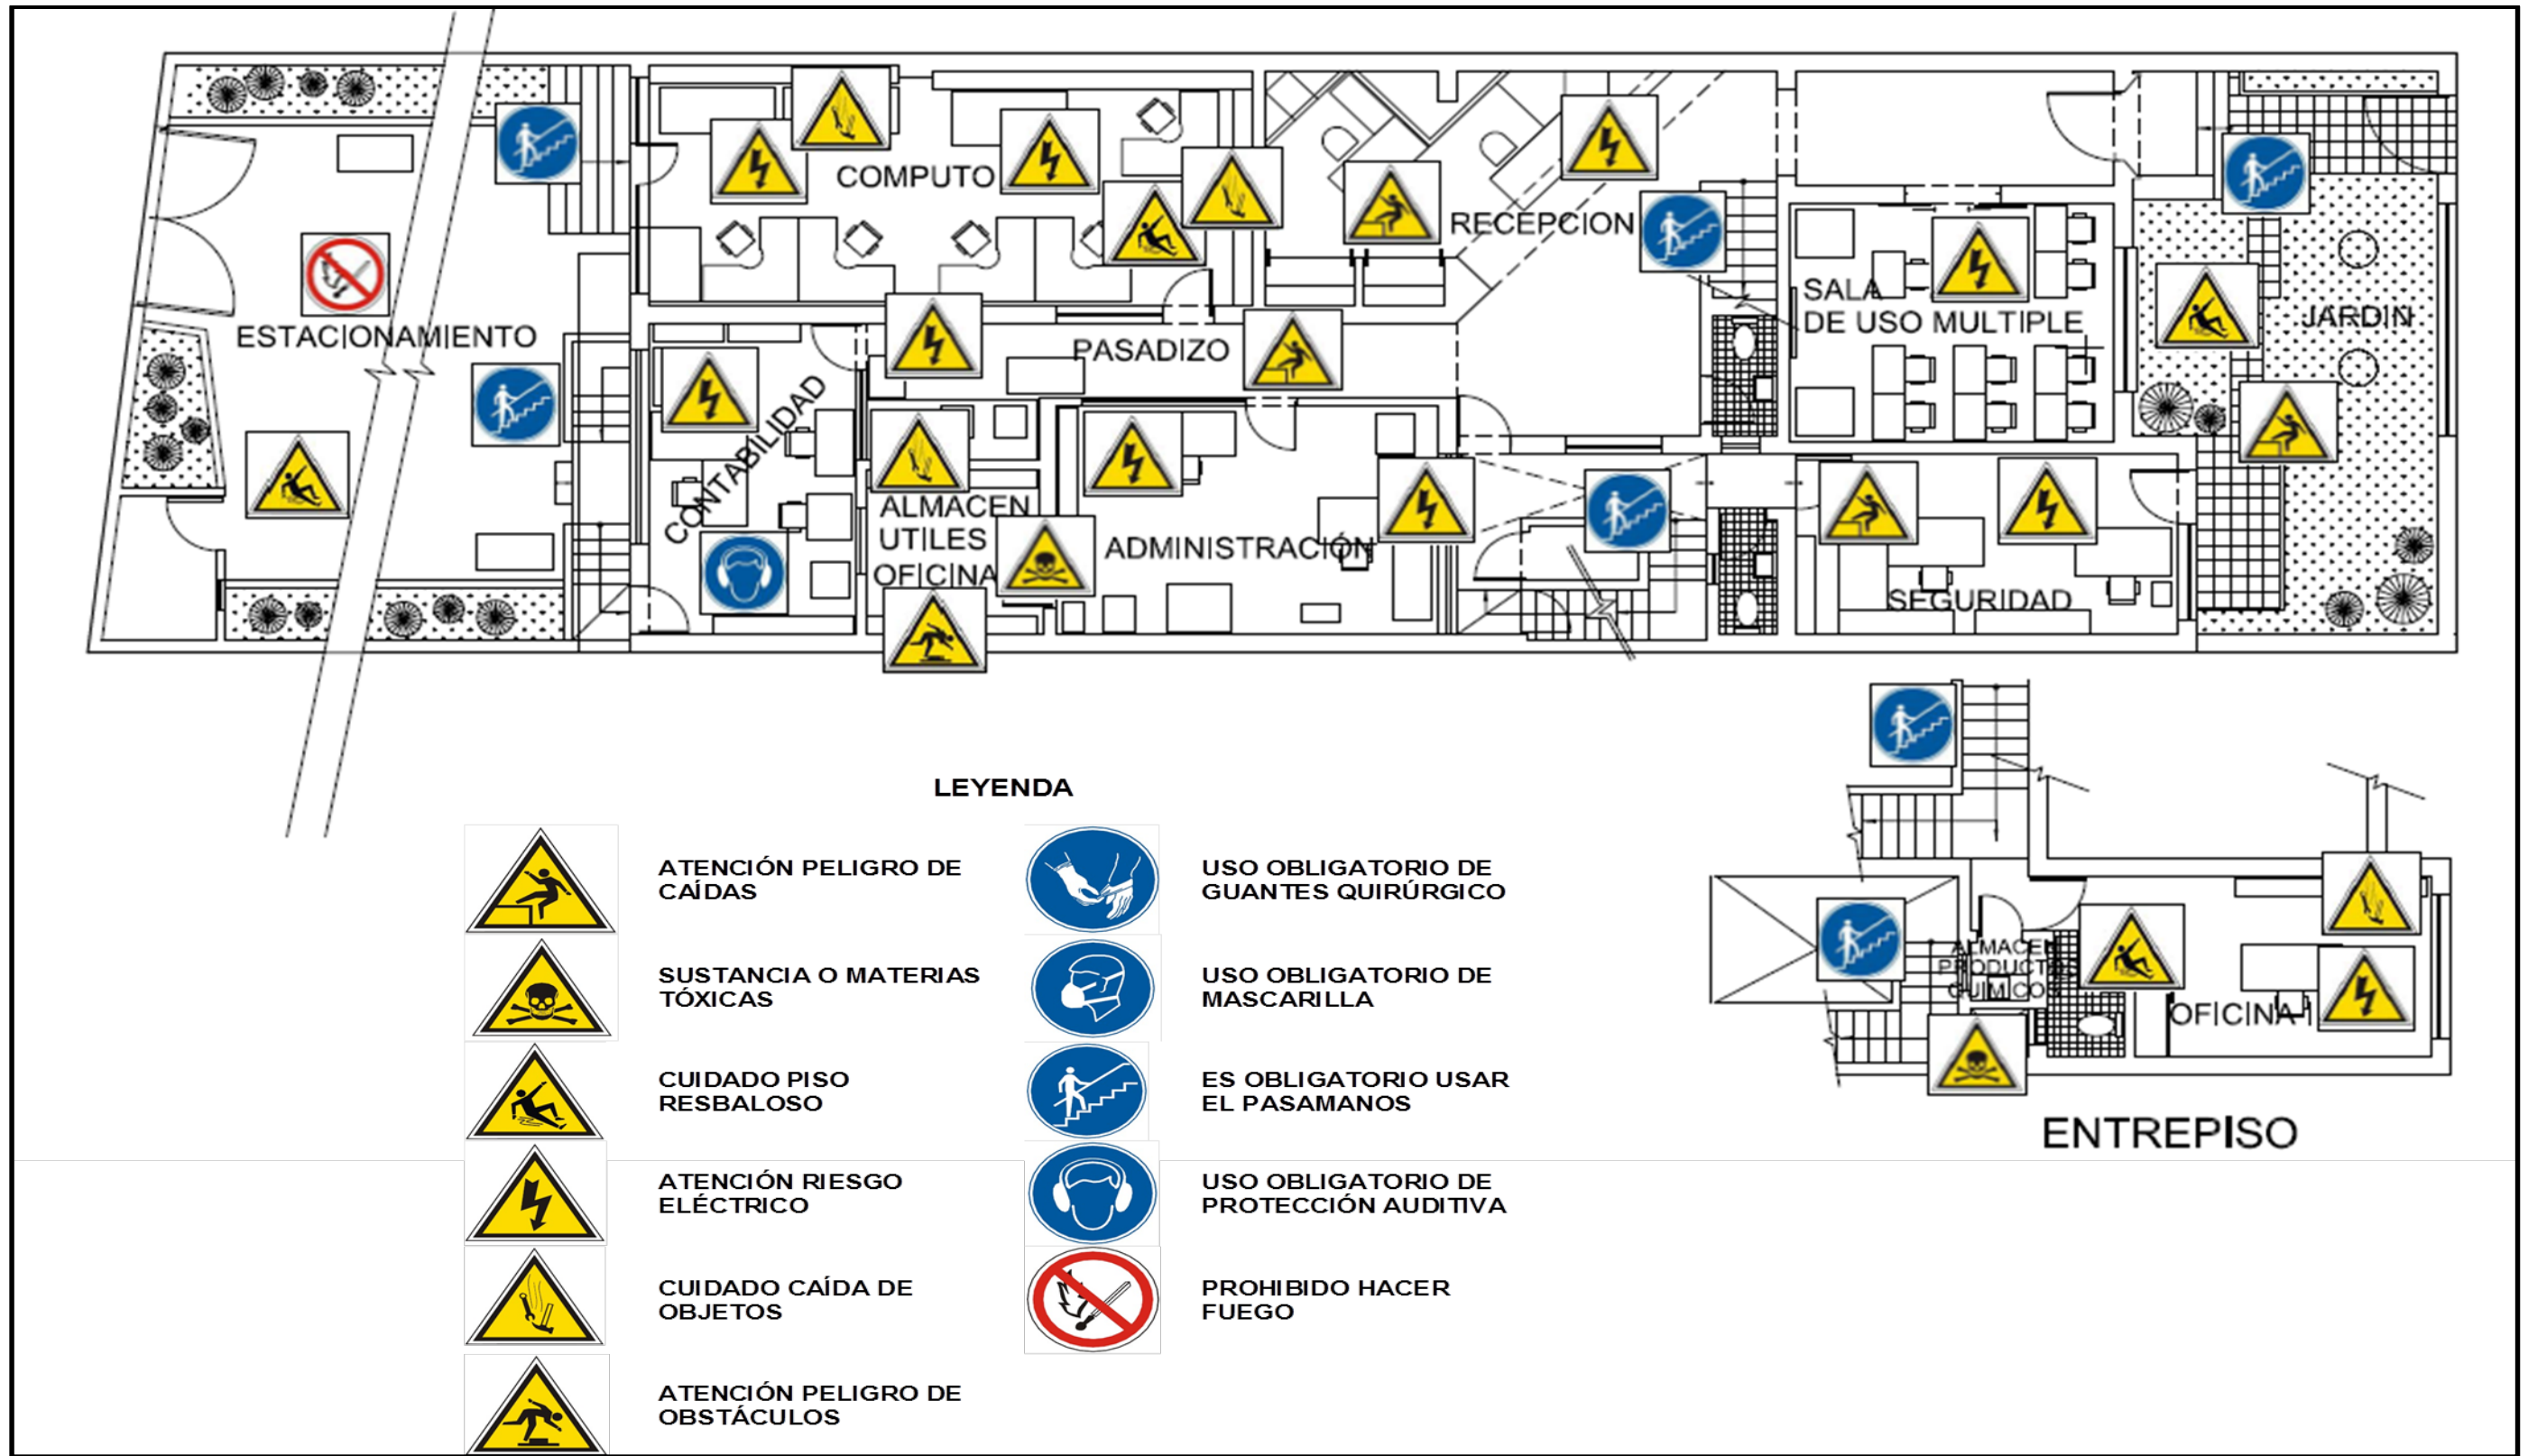 COMPUTO
RECEPCION
SALA
DE USO MULTIPLE
JARDIN
ESTACIONAMIENTO
PASADIZO
CONTABILIDAD
ALMACEN
UTILES
OFICINA
ADMINISTRACIÓN
SEGURIDAD
LEYENDA
ATENCIÓN PELIGRO DE
CAÍDAS
SUSTANCIA O MATERIAS
TÓXICAS
CUIDADO PISO
RESBALOSO
ATENCIÓN RIESGO
ELÉCTRICO
CUIDADO CAÍDA DE
OBJETOS
ATENCIÓN PELIGRO DE
OBSTÁCULOS
USO OBLIGATORIO DE
GUANTES QUIRÚRGICO
USO OBLIGATORIO DE
MASCARILLA
ES OBLIGATORIO USAR
EL PASAMANOS
USO OBLIGATORIO DE
PROTECCIÓN AUDITIVA
PROHIBIDO HACER
FUEGO
ALMACEN
PRODUCTOS
QUIMICOS
OFICINA I
ENTREPISO